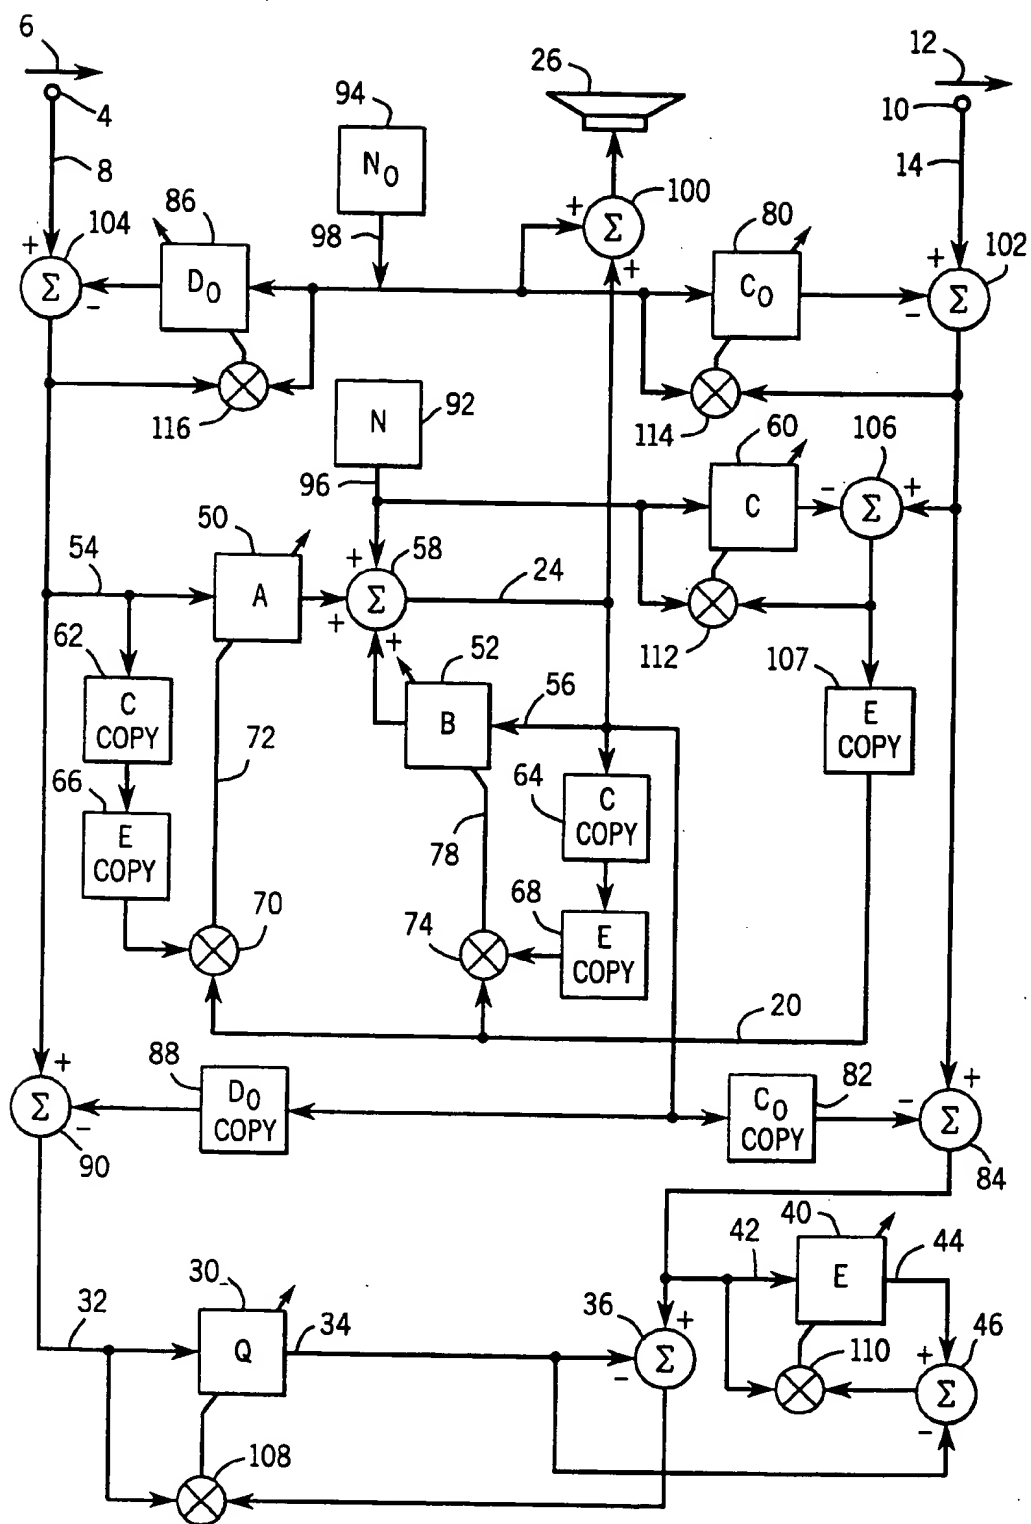 6
4
8
12
10
14
26
94
N0
98
100
+
+
Σ
104
+
-
Σ
86
D0
80
C0
102
+
-
Σ
116
114
N
92
96
60
C
106
-
+
Σ
112
54
50
A
58
+
+
+
Σ
24
62
C
COPY
52
B
56
107
E
COPY
72
66
E
COPY
64
C
COPY
78
70
74
68
E
COPY
20
88
D0
COPY
82
C0
COPY
+
-
Σ
90
+
-
Σ
84
32
30
Q
34
36
+
-
Σ
42
40
E
44
46
+
-
Σ
110
108